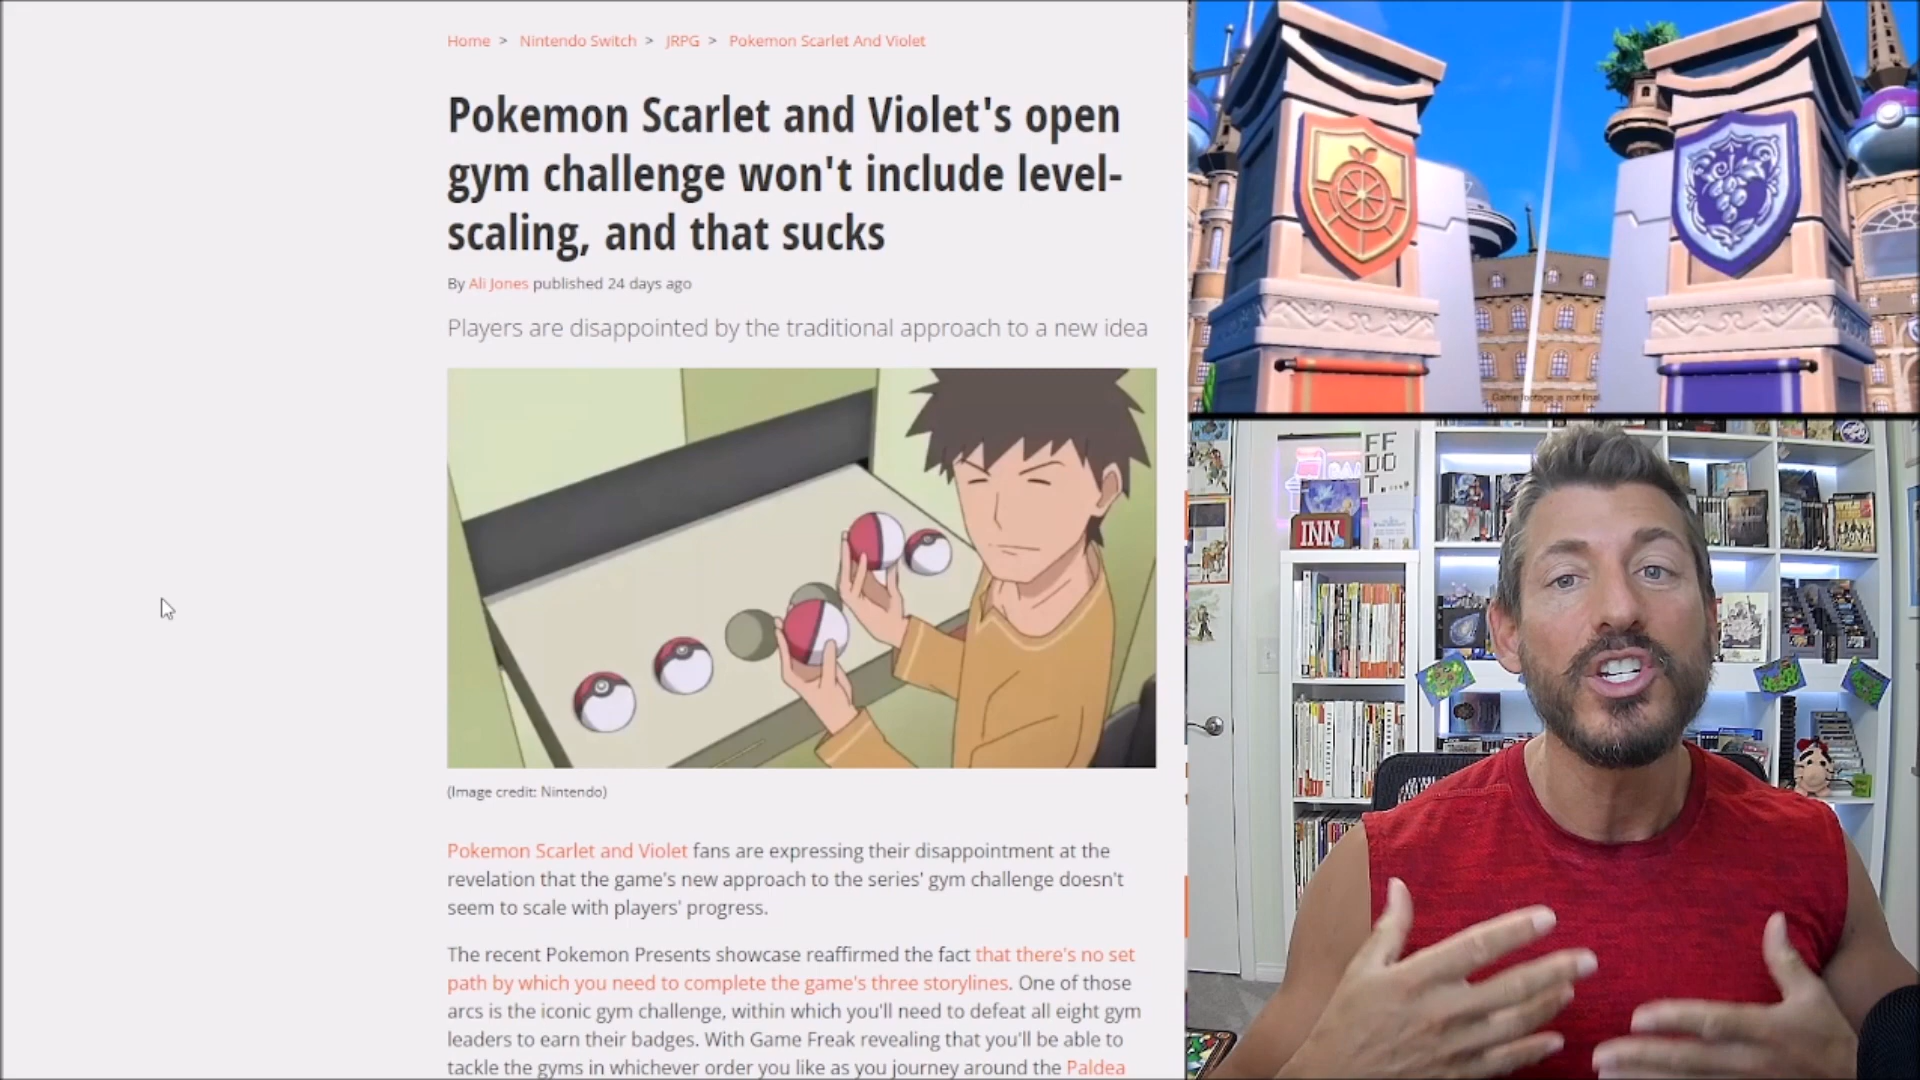 Home > Nintendo Switch > JRPG > Pokemon Scarlet And Violet
Pokemon Scarlet and Violet's open
gym challenge won't include level-
scaling, and that sucks
By Ali Jones published 24 days ago
Players are disappointed by the traditional approach to a new idea
(Image credit: Nintendo)
Pokemon Scarlet and Violet fans are expressing their disappointment at the
revelation that the game's new approach to the series' gym challenge doesn't
seem to scale with players' progress.
The recent Pokemon Presents showcase reaffirmed the fact that there's no set
path by which you need to complete the game's three storylines. One of those
arcs is the iconic gym challenge, within which you'll need to defeat all eight gym
leaders to earn their badges. With Game Freak revealing that you'll be able to
tackle the gyms in whichever order you like as you journey around the Paldea
Game footage is not final.
INN